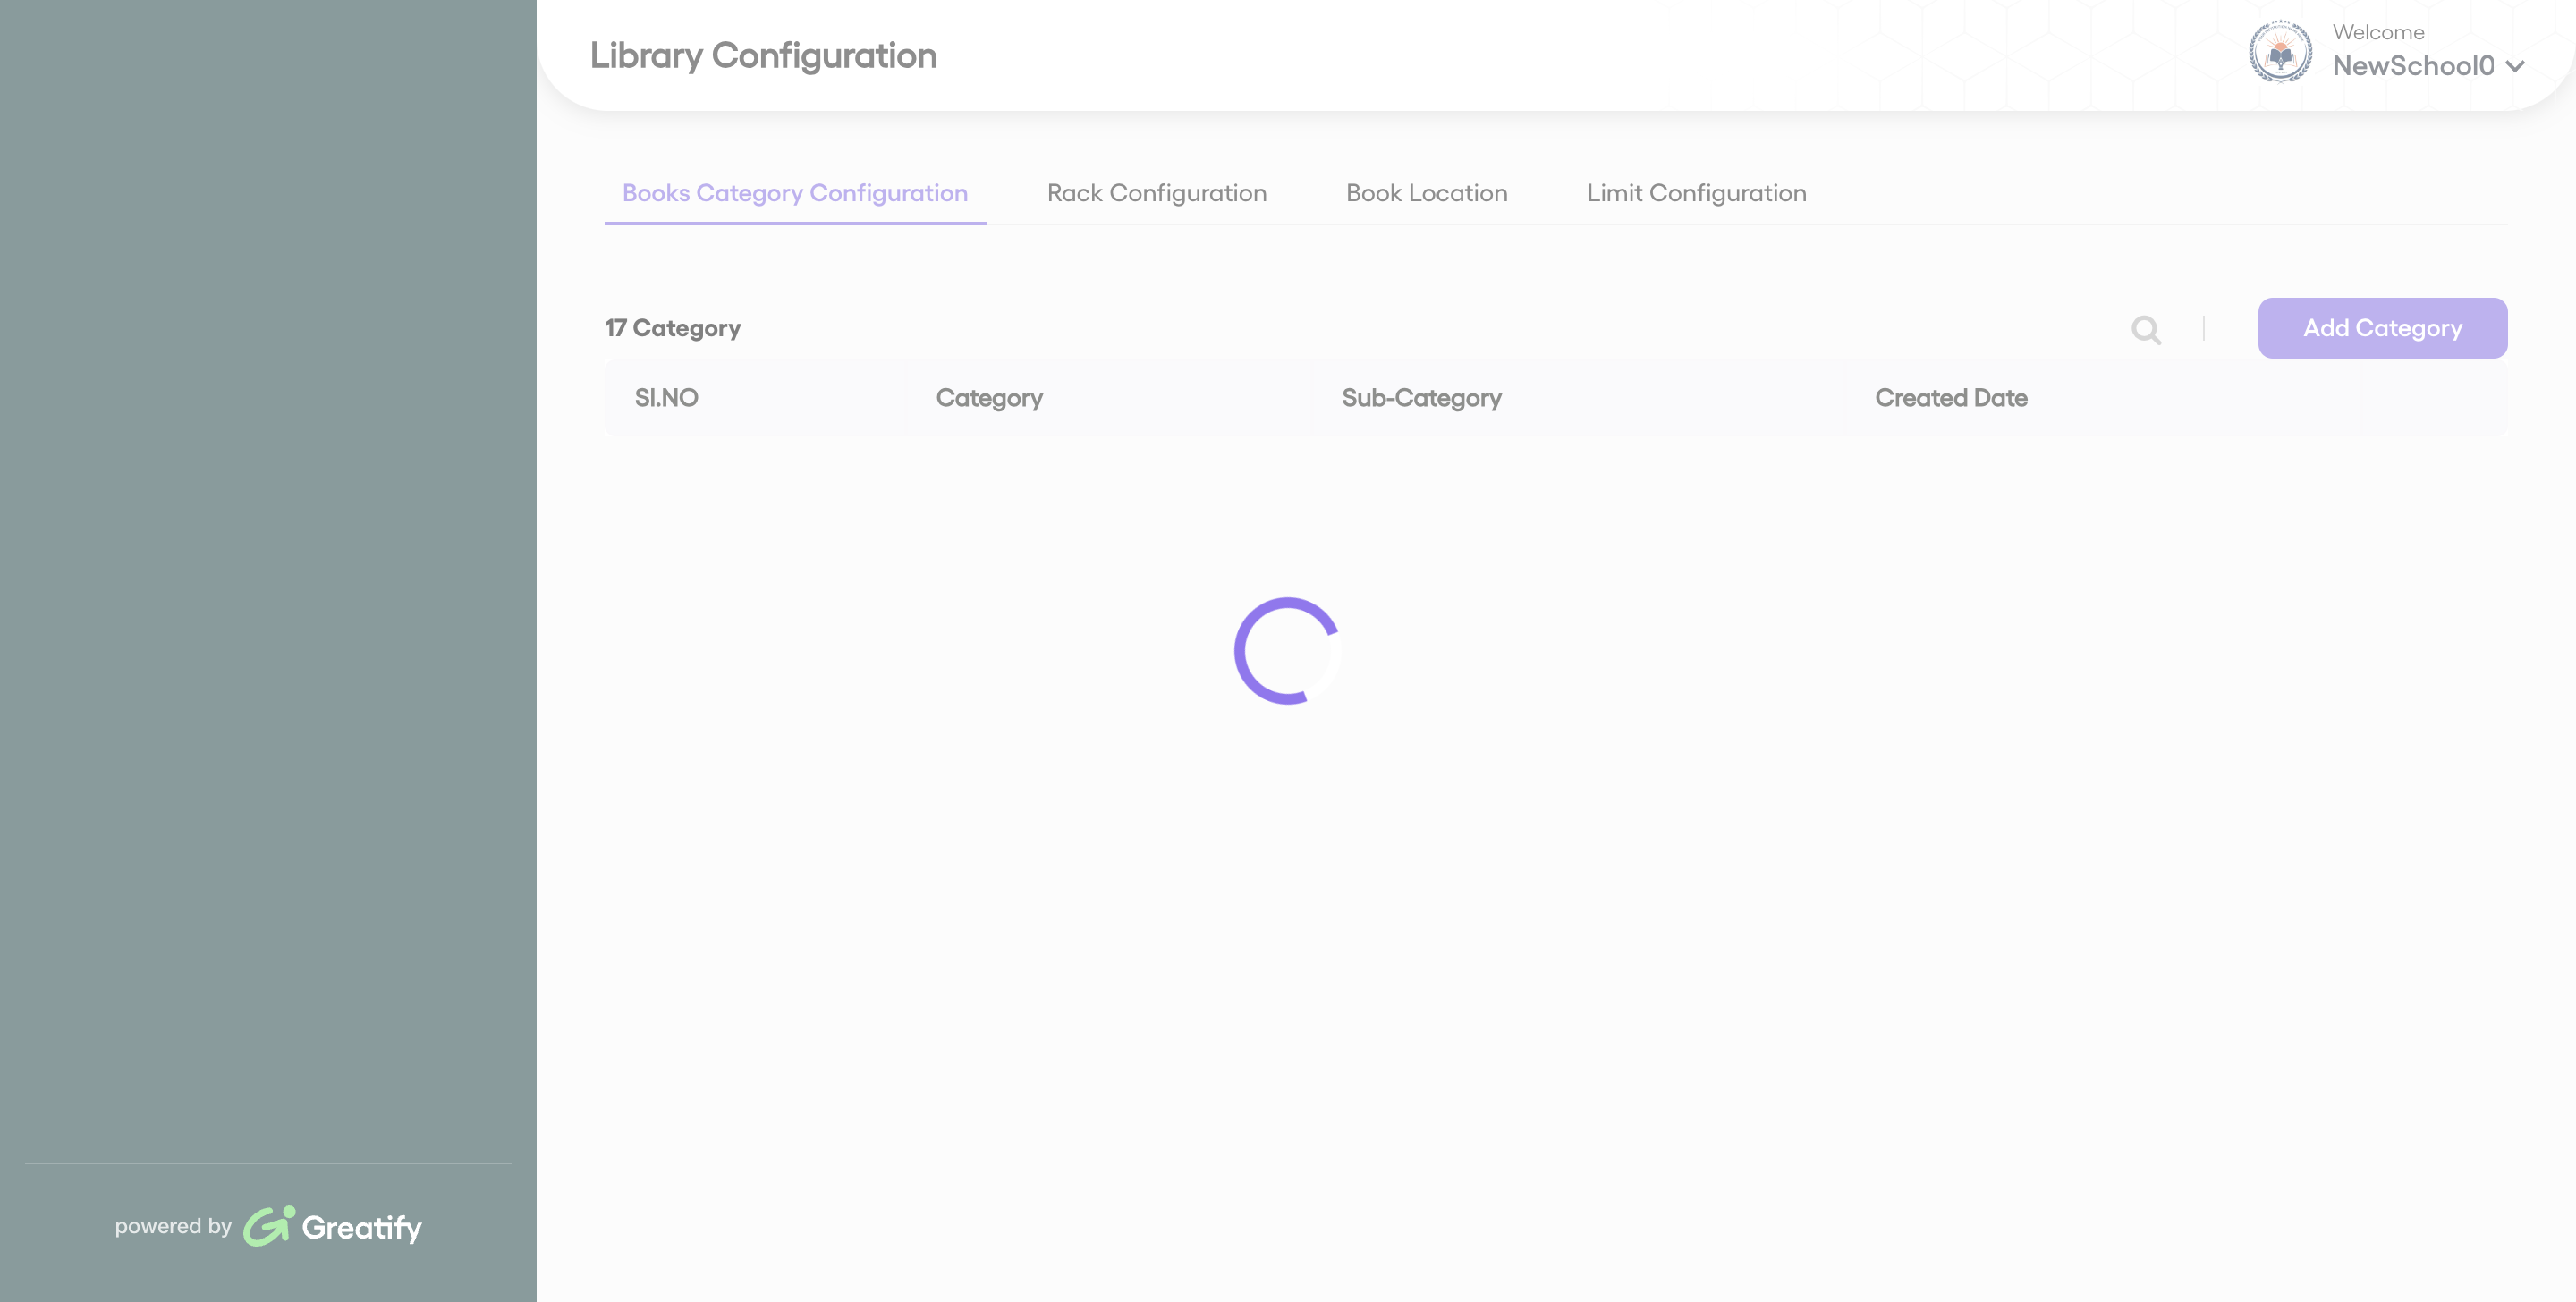 Library Configuration
Welcome
NewSchool0
Books Category Configuration
Rack Configuration
Book Location
Limit Configuration
17 Category
Add Category
Sl.NO
Category
Sub-Category
Created Date
powered by Greatify